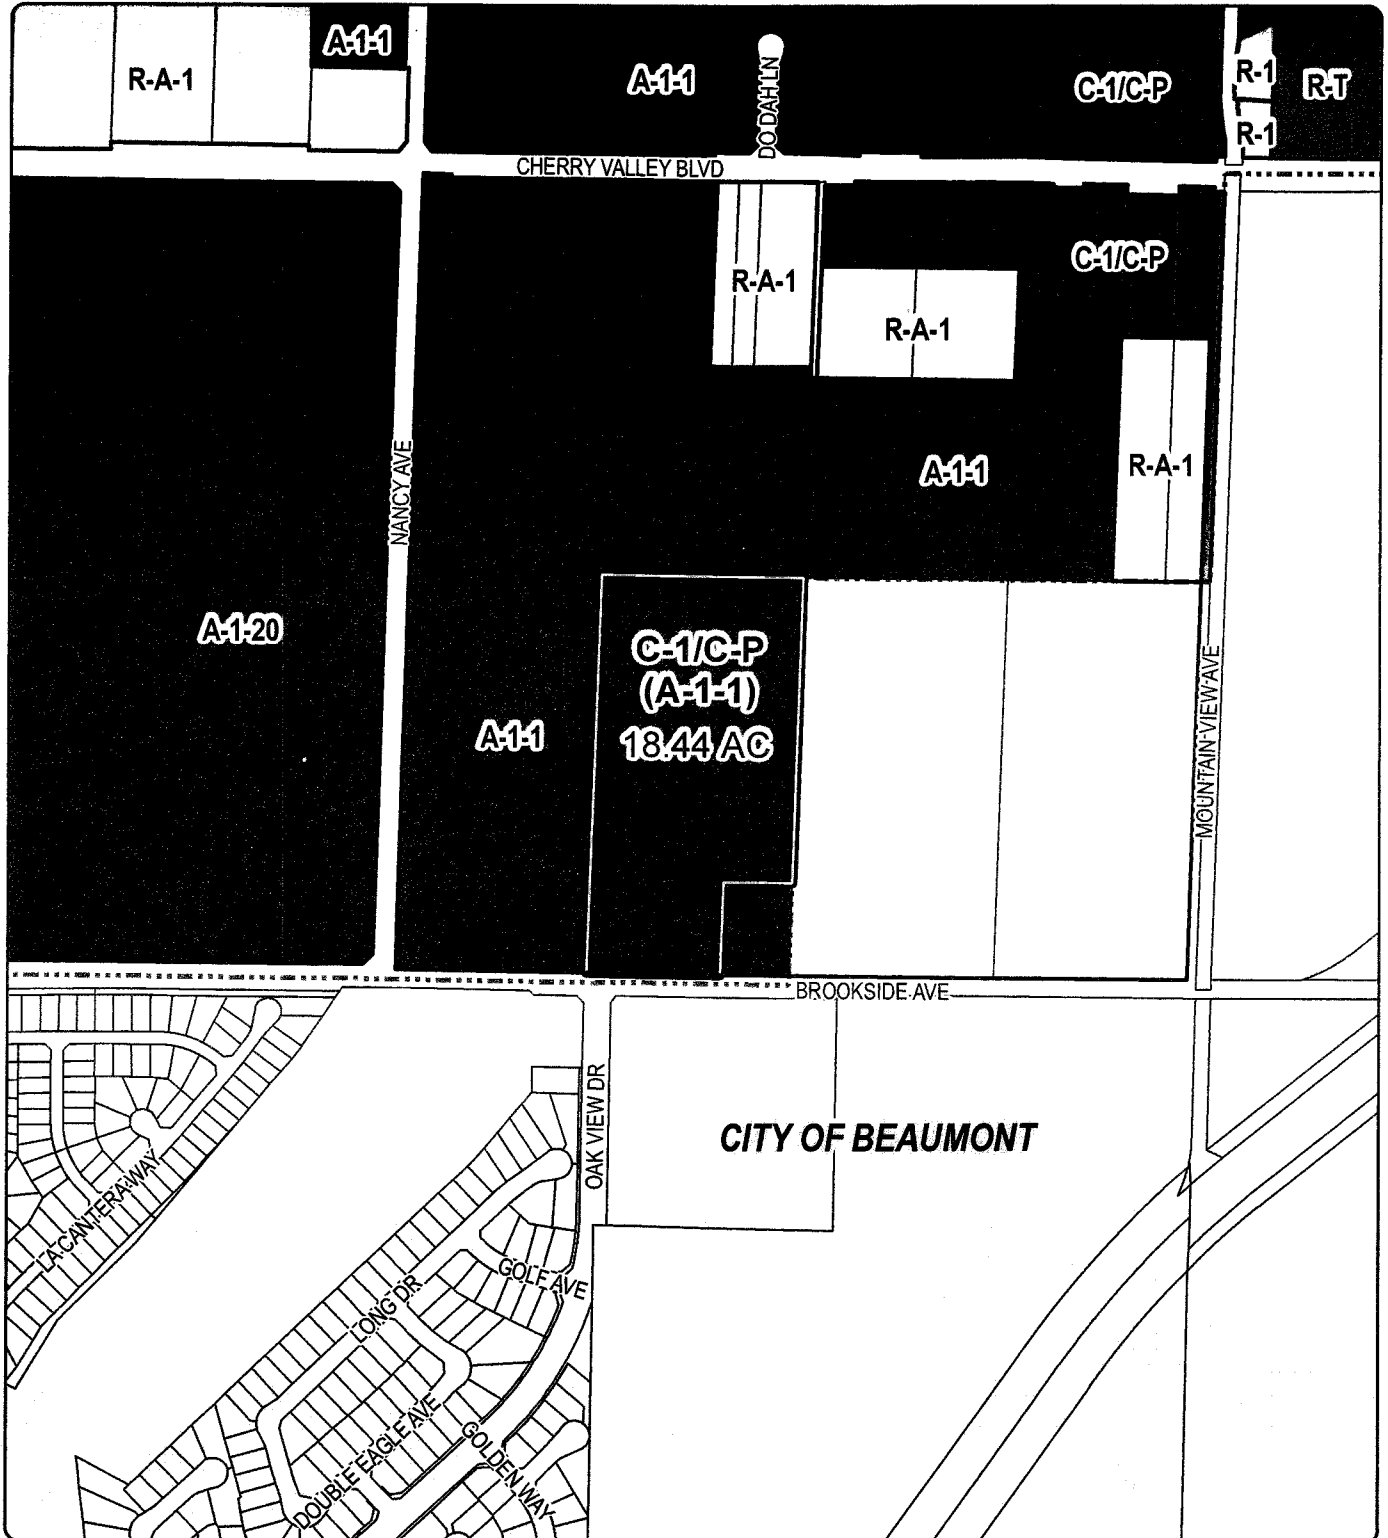 A-1-1
R-A-1
A-1-1
DO DAH LN
C-1/C-P
R-1
R-T
R-1
CHERRY VALLEY BLVD
R-A-1
C-1/C-P
R-A-1
NANCY AVE
A-1-1
R-A-1
A-1-20
C-1/C-P
(A-1-1)
18.44 AC
A-1-1
MOUNTAIN VIEW AVE
BROOKSIDE AVE
OAK VIEW DR
CITY OF BEAUMONT
LA CANTERA WAY
GOLF AVE
LONG DR
DOUBLE EAGLE AVE
GOLDEN WAY